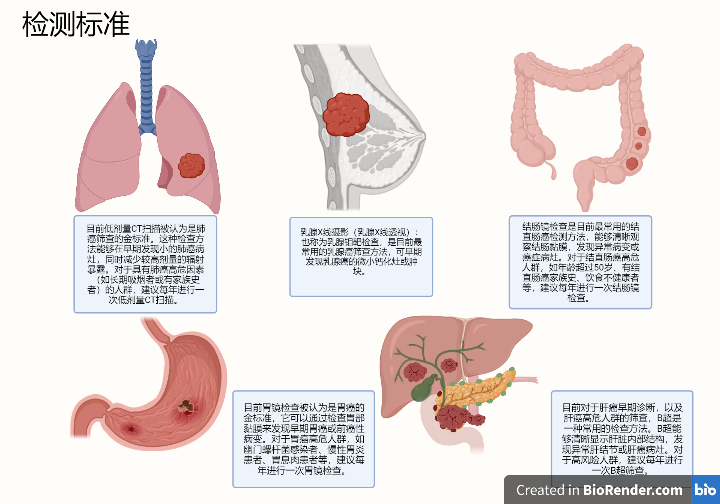 检测标准
目前低剂量CT扫描被认为是肺
癌筛查的金标准。这种检查方
法能够在早期发现小的肺癌病
灶，同时减少较高剂量的辐射
暴露。对于具有肺癌高危因素
（如长期吸烟者或有家族史
者）的人群，建议每年进行一
次低剂量CT扫描。
乳腺X线摄影（乳腺X线透视）：
也称为乳腺钼靶检查，是目前最
常用的乳腺癌筛查方法，可早期
发现乳腺癌的微小钙化灶或肿
块。
结肠镜检查是目前最常用的结
直肠癌检测方法，能够清晰观
察结肠黏膜，发现异常病变或
癌症病灶。对于结直肠癌高危
人群，如年龄超过50岁、有结
直肠癌家族史、饮食不健康者
等，建议每年进行一次结肠镜
检查。
目前胃镜检查被认为是胃癌的
金标准，它可以通过检查胃部
黏膜来发现早期胃癌或前癌性
病变。对于胃癌高危人群，如
幽门螺杆菌感染者、慢性胃炎
患者、胃息肉患者等，建议每
年进行一次胃镜检查。
目前对于肝癌早期诊断，以及
肝癌高危人群的筛查，B超是
一种常用的检查方法。B超能
够清晰显示肝脏内部结构，发
现异常肝结节或肝癌病灶。对
于高风险人群，建议每年进行
一次B超筛查。
Created in BioRender.com bio